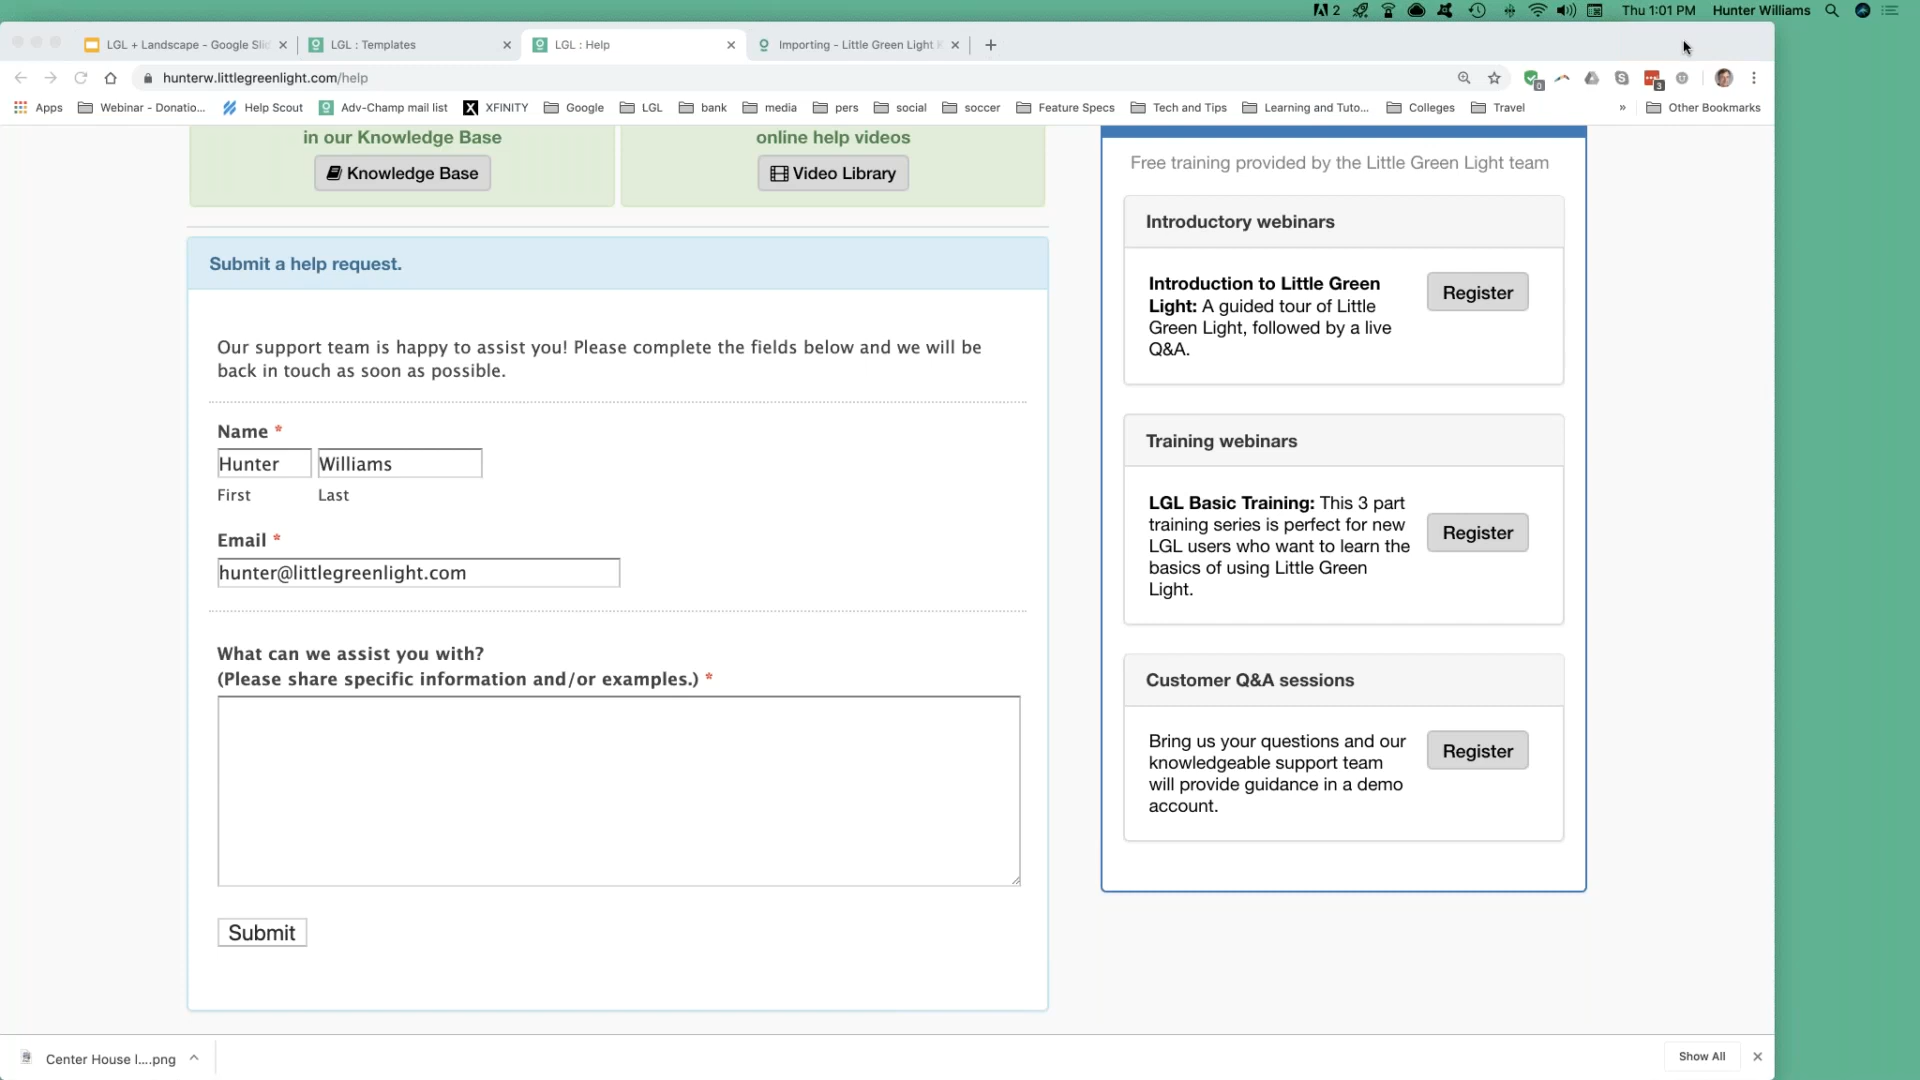 2 Thu 1:01 PM Hunter Williams
LGL + Landscape - Google Sli
LGL : Templates
LGL : Help
Importing - Little Green Light K
hunterw.littlegreenlight.com/help
0
3
Apps
Webinar - Donatio...
Help Scout
Adv-Champ mail list
XFINITY
Google
LGL
bank
media
pers
social
soccer
Feature Specs
Tech and Tips
Learning and Tuto...
Colleges
Travel
»
Other Bookmarks
in our Knowledge Base
Knowledge Base
online help videos
Video Library
Submit a help request.
Our support team is happy to assist you! Please complete the fields below and we will be
back in touch as soon as possible.
Name *
Hunter Williams
First Last
Email *
hunter@littlegreenlight.com
What can we assist you with?
(Please share specific information and/or examples.) *
Submit
Free training provided by the Little Green Light team
Introductory webinars
Introduction to Little Green
Light: A guided tour of Little
Green Light, followed by a live
Q&A.
Register
Training webinars
LGL Basic Training: This 3 part
training series is perfect for new
LGL users who want to learn the
basics of using Little Green
Light.
Register
Customer Q&A sessions
Bring us your questions and our
knowledgeable support team
will provide guidance in a demo
account.
Register
Center House I....png
Show All